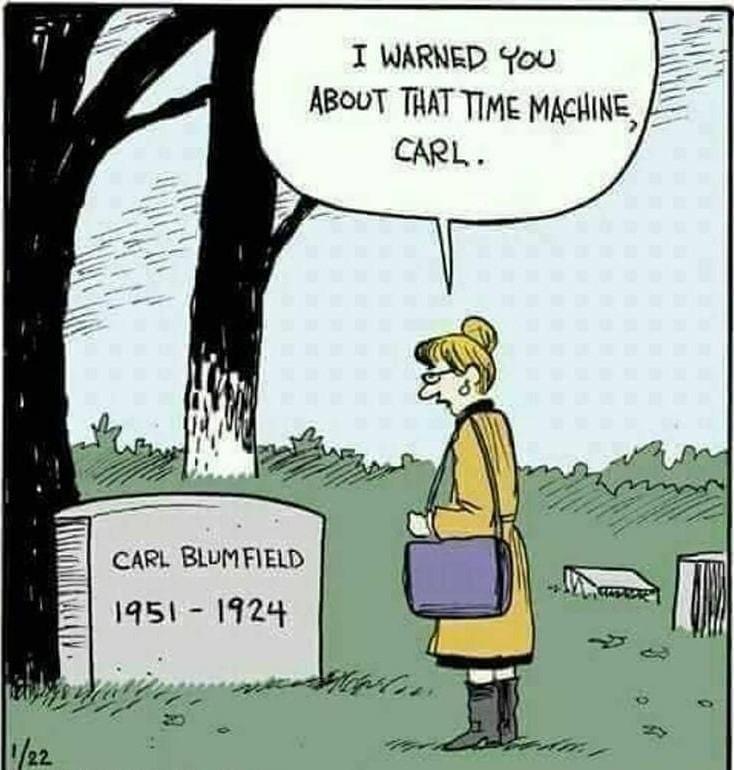 I WARNED YOU
ABOUT THAT TIME MACHINE,
CARL.
CARL BLUMFIELD
1951 - 1924
1/22